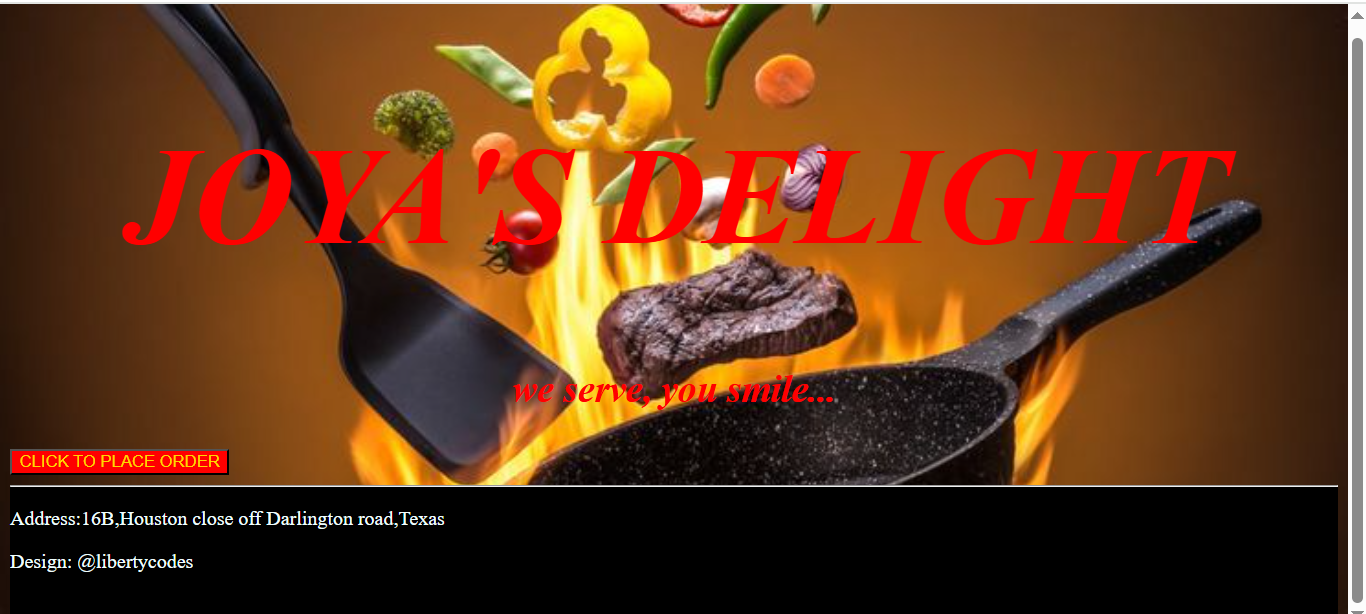 JOYA'S DELIGHT
we serve, you smile...
CLICK TO PLACE ORDER
Address:16B,Houston close off Darlington road,Texas
Design: @libertycodes